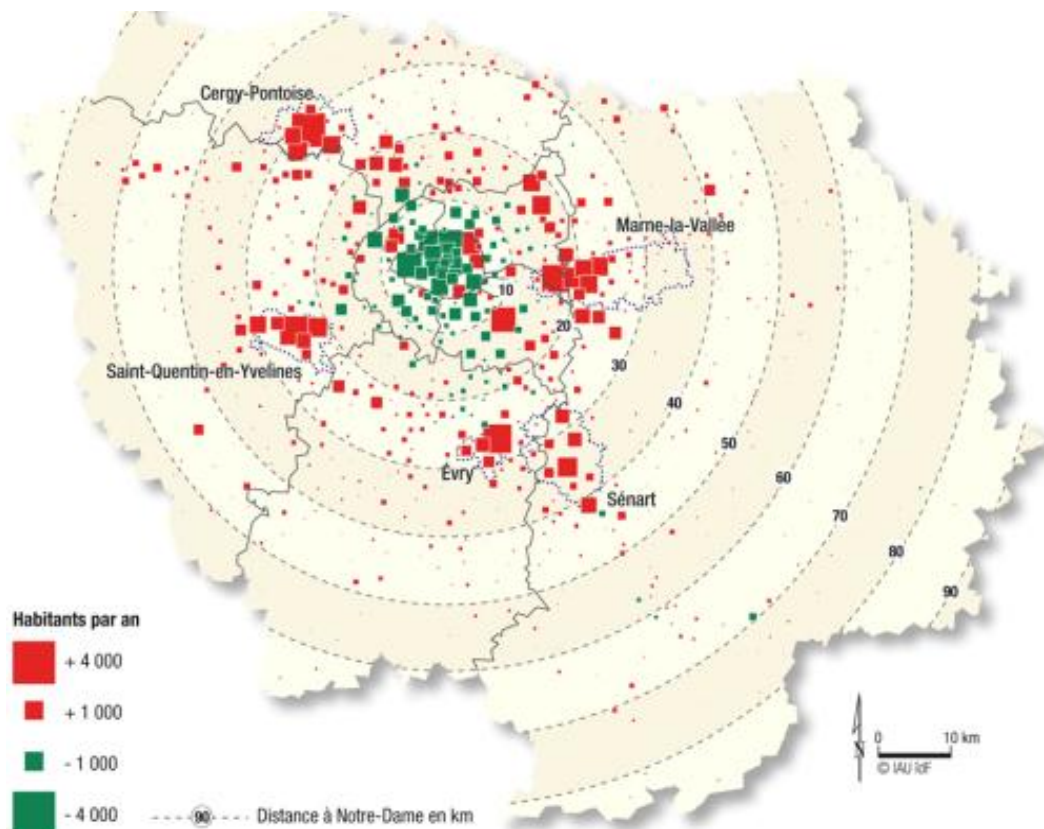 Cergy-Pontoise
Marne-la-Vallée
10
20
Saint-Quentin-en-Yvelines
30
40
50
Évry
60
Sénart
70
80
90
Habitants par an
+ 4 000
+ 1 000
- 1 000
- 4 000
90 Distance à Notre-Dame en km
N
0 10 km
© IAU îdF